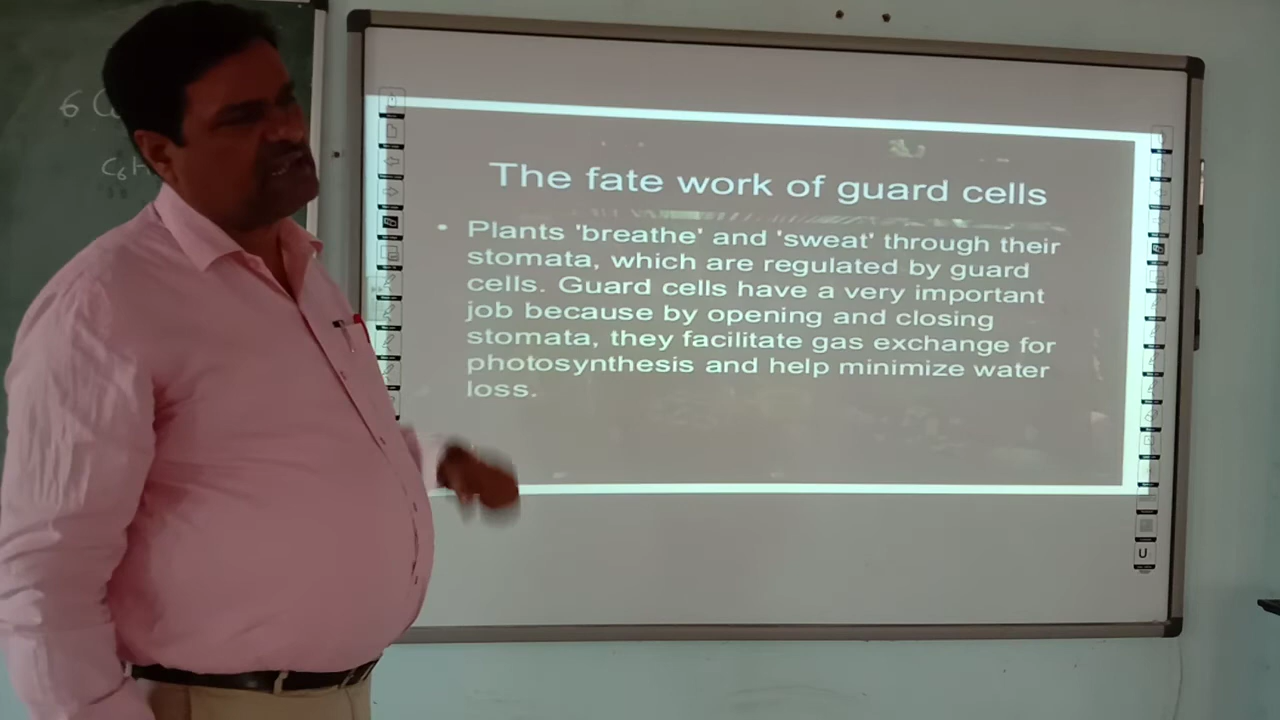 6 C
C₆H
The fate work of guard cells
• Plants 'breathe' and 'sweat' through their
stomata, which are regulated by guard
cells. Guard cells have a very important
job because by opening and closing
stomata, they facilitate gas exchange for
photosynthesis and help minimize water
loss.
U